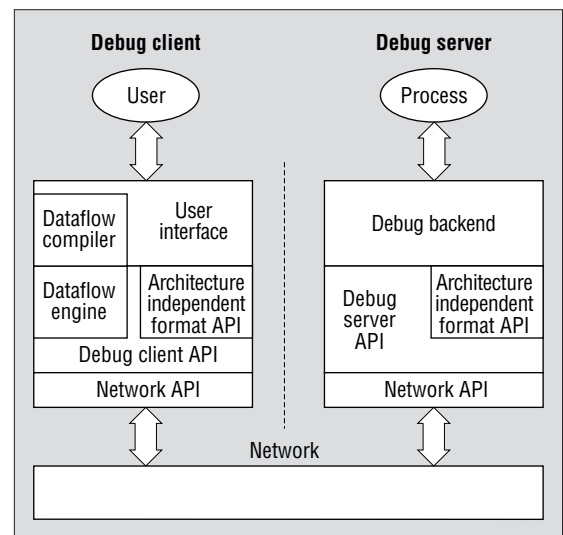 Debug client
Debug server
User
Process
Dataflow
compiler
User
interface
Debug backend
Dataflow
engine
Architecture
independent
format API
Debug
server
API
Architecture
independent
format API
Debug client API
Network API
Network API
Network